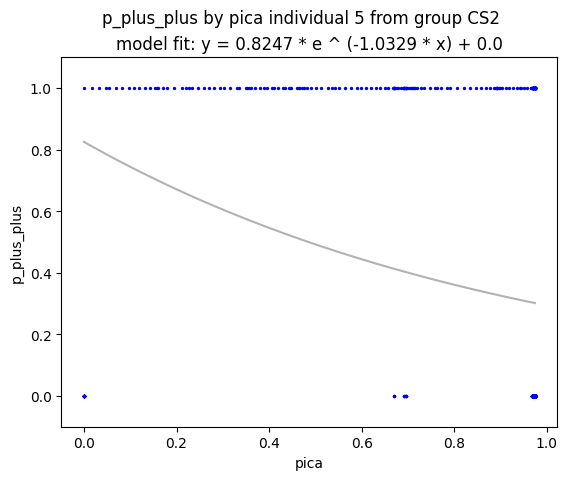 p_plus_plus by pica individual 5 from group CS2
model fit: y = 0.8247 * e ^ (-1.0329 * x) + 0.0
1.0
0.8
0.6
0.4
0.2
0.0
p_plus_plus
0.0 0.2 0.4 0.6 0.8 1.0
pica